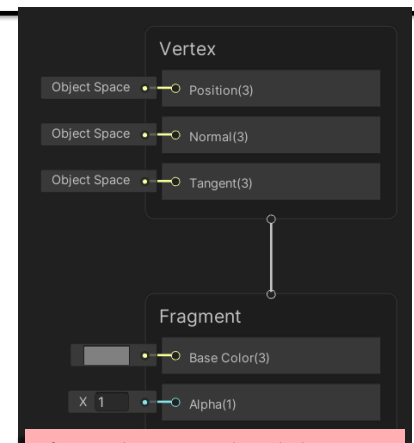 Vertex
Object Space Position(3)
Object Space Normal(3)
Object Space Tangent(3)
Fragment
Base Color(3)
X 1 Alpha(1)